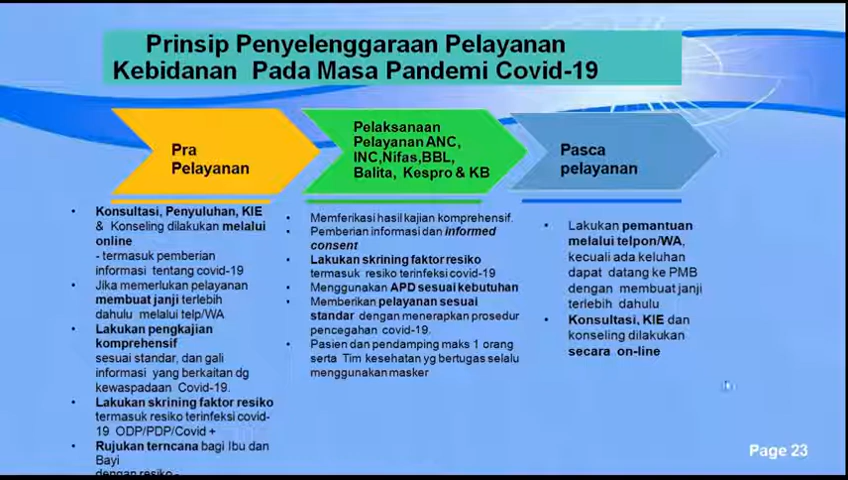 Prinsip Penyelenggaraan Pelayanan
Kebidanan Pada Masa Pandemi Covid-19
Pra
Pelayanan
Pelaksanaan
Pelayanan ANC,
INC,Nifas,BBL,
Balita, Kespro & KB
Pasca
pelayanan
• Konsultasi, Penyuluhan, KIE
& Konseling dilakukan melalui
online
- termasuk pemberian
informasi tentang covid-19
• Jika memerlukan pelayanan
membuat janji terlebih
dahulu melalui telp/WA
• Lakukan pengkajian
komprehensif
sesuai standar, dan gali
informasi yang berkaitan dg
kewaspadaan Covid-19.
• Lakukan skrining faktor resiko
termasuk resiko terinfeksi covid-
19 ODP/PDP/Covid +
• Rujukan terncana bagi Ibu dan
Bayi
dengan resiko -
• Memferikasi hasil kajian komprehensif.
• Pemberian informasi dan informed
consent
• Lakukan skrining faktor resiko
termasuk resiko terinfeksi covid-19
• Menggunakan APD sesuai kebutuhan
• Memberikan pelayanan sesuai
standar dengan menerapkan prosedur
pencegahan covid-19.
• Pasien dan pendamping maks 1 orang
serta Tim kesehatan yg bertugas selalu
menggunakan masker
• Lakukan pemantuan
melalui telpon/WA,
kecuali ada keluhan
dapat datang ke PMB
dengan membuat janji
terlebih dahulu
• Konsultasi, KIE dan
konseling dilakukan
secara on-line
Page 23